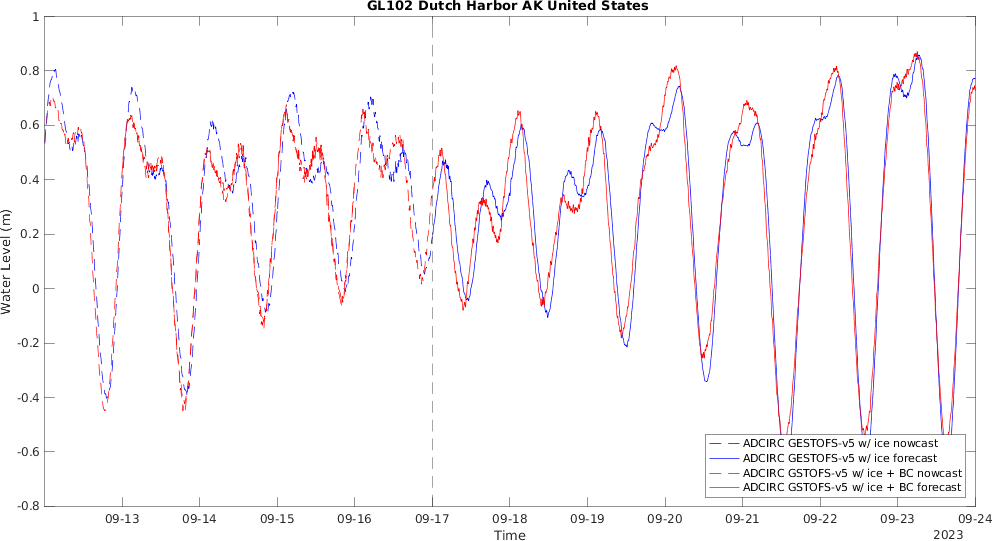 GL102 Dutch Harbor AK United States
Water Level (m)
1
0.8
0.6
0.4
0.2
0
-0.2
-0.4
-0.6
-0.8
ADCIRC GESTOFS-v5 w/ ice nowcast
ADCIRC GESTOFS-v5 w/ ice forecast
ADCIRC GSTOFS-v5 w/ ice + BC nowcast
ADCIRC GSTOFS-v5 w/ ice + BC forecast
09-13 09-14 09-15 09-16 09-17 09-18 09-19 09-20 09-21 09-22 09-23 09-24
Time
2023